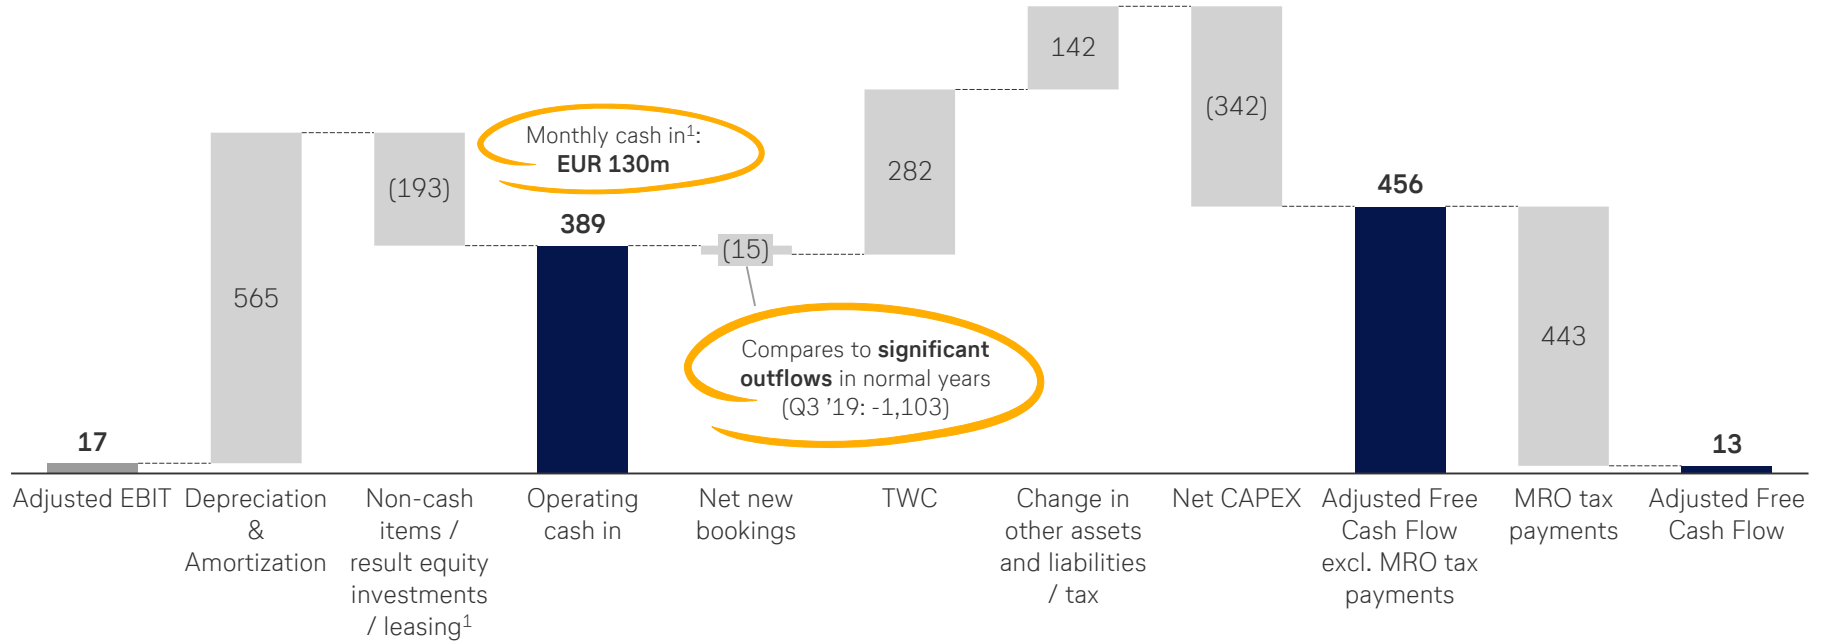 142
(342)
Monthly cash in¹:
EUR 130m
282
(193)
456
389
(15)
565
443
Compares to significant
outflows in normal years
(Q3 ’19: -1,103)
17
13
Adjusted EBIT
Depreciation
&
Amortization
Non-cash
items /
result equity
investments
/ leasing¹
Operating
cash in
Net new
bookings
TWC
Change in
other assets
and liabilities
/ tax
Net CAPEX
Adjusted Free
Cash Flow
excl. MRO tax
payments
MRO tax
payments
Adjusted Free
Cash Flow